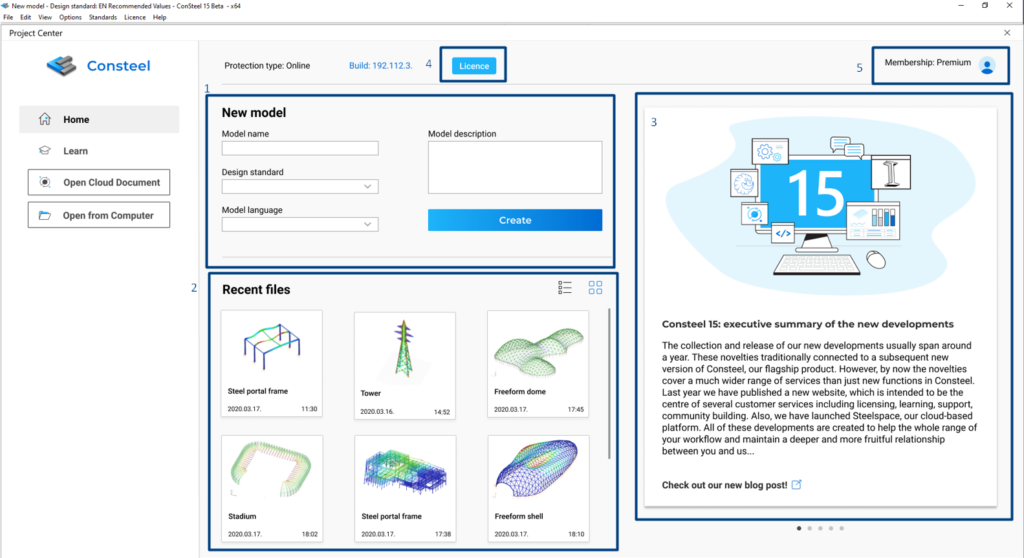 New model - Design standard: EN Recommended Values - ConSteel 15 Beta - x64
File Edit View Options Standards Licence Help
Project Center
Consteel
Protection type: Online
Build: 192.112.3.
4
Licence
5
Membership: Premium
Home
Learn
Open Cloud Document
Open from Computer
1
New model
Model name
Model description
Design standard
Model language
Create
2
Recent files
Steel portal frame
2020.03.17. 11:30
Tower
2020.03.16. 14:52
Freeform dome
2020.03.17. 17:45
Stadium
2020.03.17. 18:02
Steel portal frame
2020.03.17. 17:38
Freeform shell
2020.03.17. 18:10
3
15
</>
Consteel 15: executive summary of the new developments
The collection and release of our new developments usually span around
a year. These novelties traditionally connected to a subsequent new
version of Consteel, our flagship product. However, by now the novelties
cover a much wider range of services than just new functions in Consteel.
Last year we have published a new website, which is intended to be the
centre of several customer services including licensing, learning, support,
community building. Also, we have launched Steelspace, our cloud-based
platform. All of these developments are created to help the whole range of
your workflow and maintain a deeper and more fruitful relationship
between you and us...
Check out our new blog post!